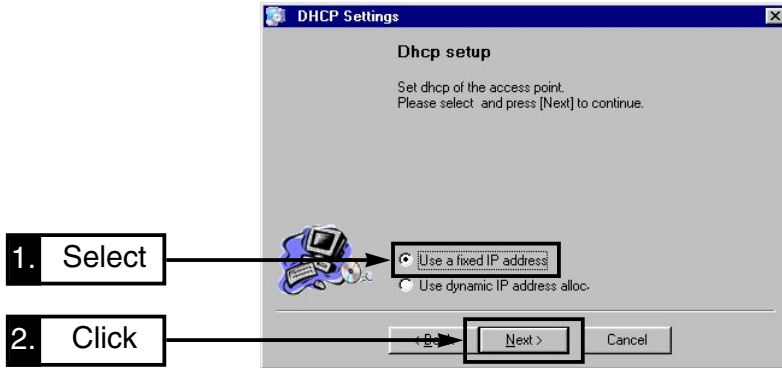 DHCP Settings
Dhcp setup
Set dhcp of the access point.
Please select and press [Next] to continue.
1. Select
Use a fixed IP address
Use dynamic IP address alloc
2. Click
Next >
Cancel